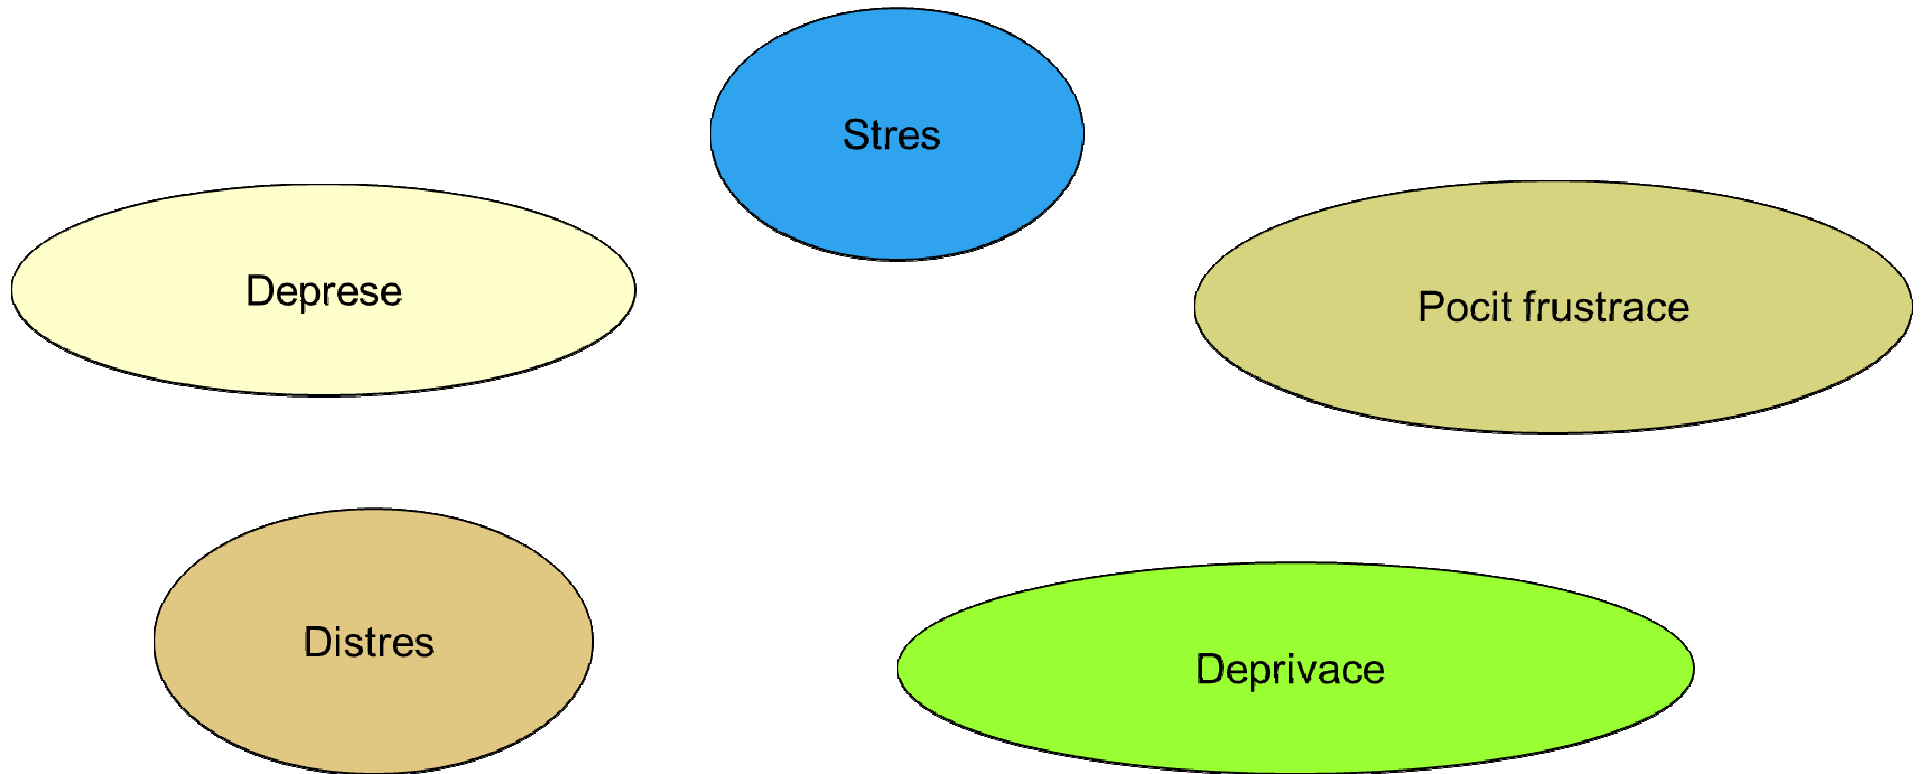 Stres
Deprese
Pocit frustrace
Distres
Deprivace